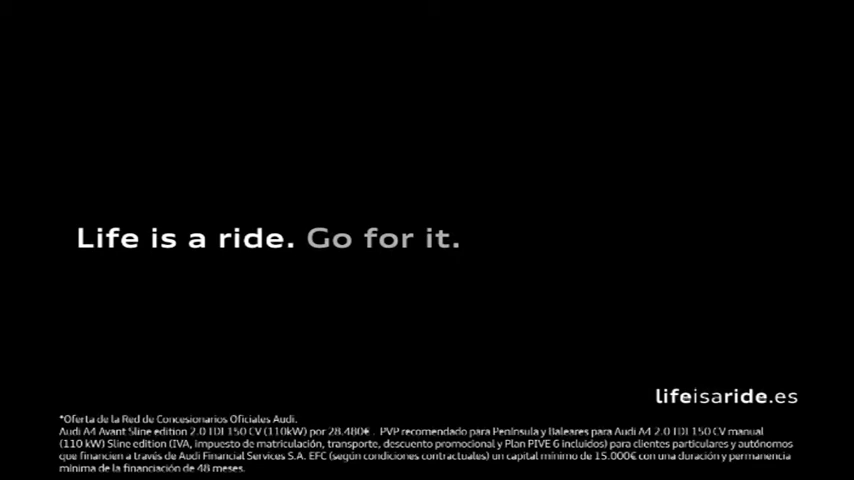 Life is a ride. Go for it.
lifeisaride.es
*Oferta de la Red de Concesionarios Oficiales Audi.
Audi A4 Avant Sline edition 2.0 TDI 150 CV (110kW) por 28.480€ . PVP recomendado para Península y Baleares para Audi A4 2.0 TDI 150 CV manual
(110 kW) Sline edition (IVA, impuesto de matriculación, transporte, descuento promocional y Plan PIVE 6 incluidos) para clientes particulares y autónomos
que financien a través de Audi Financial Services S.A. EFC (según condiciones contractuales) un capital mínimo de 15.000€ con una duración y permanencia
mínima de la financiación de 48 meses.